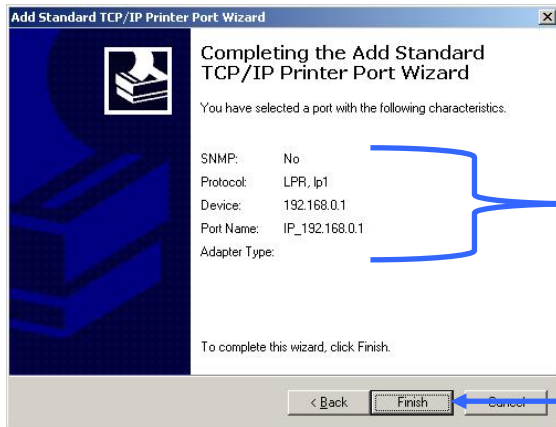 Add Standard TCP/IP Printer Port Wizard
Completing the Add Standard
TCP/IP Printer Port Wizard
You have selected a port with the following characteristics.
SNMP: No
Protocol: LPR, lp1
Device: 192.168.0.1
Port Name: IP_192.168.0.1
Adapter Type:
To complete this wizard, click Finish.
< Back Finish Cancel